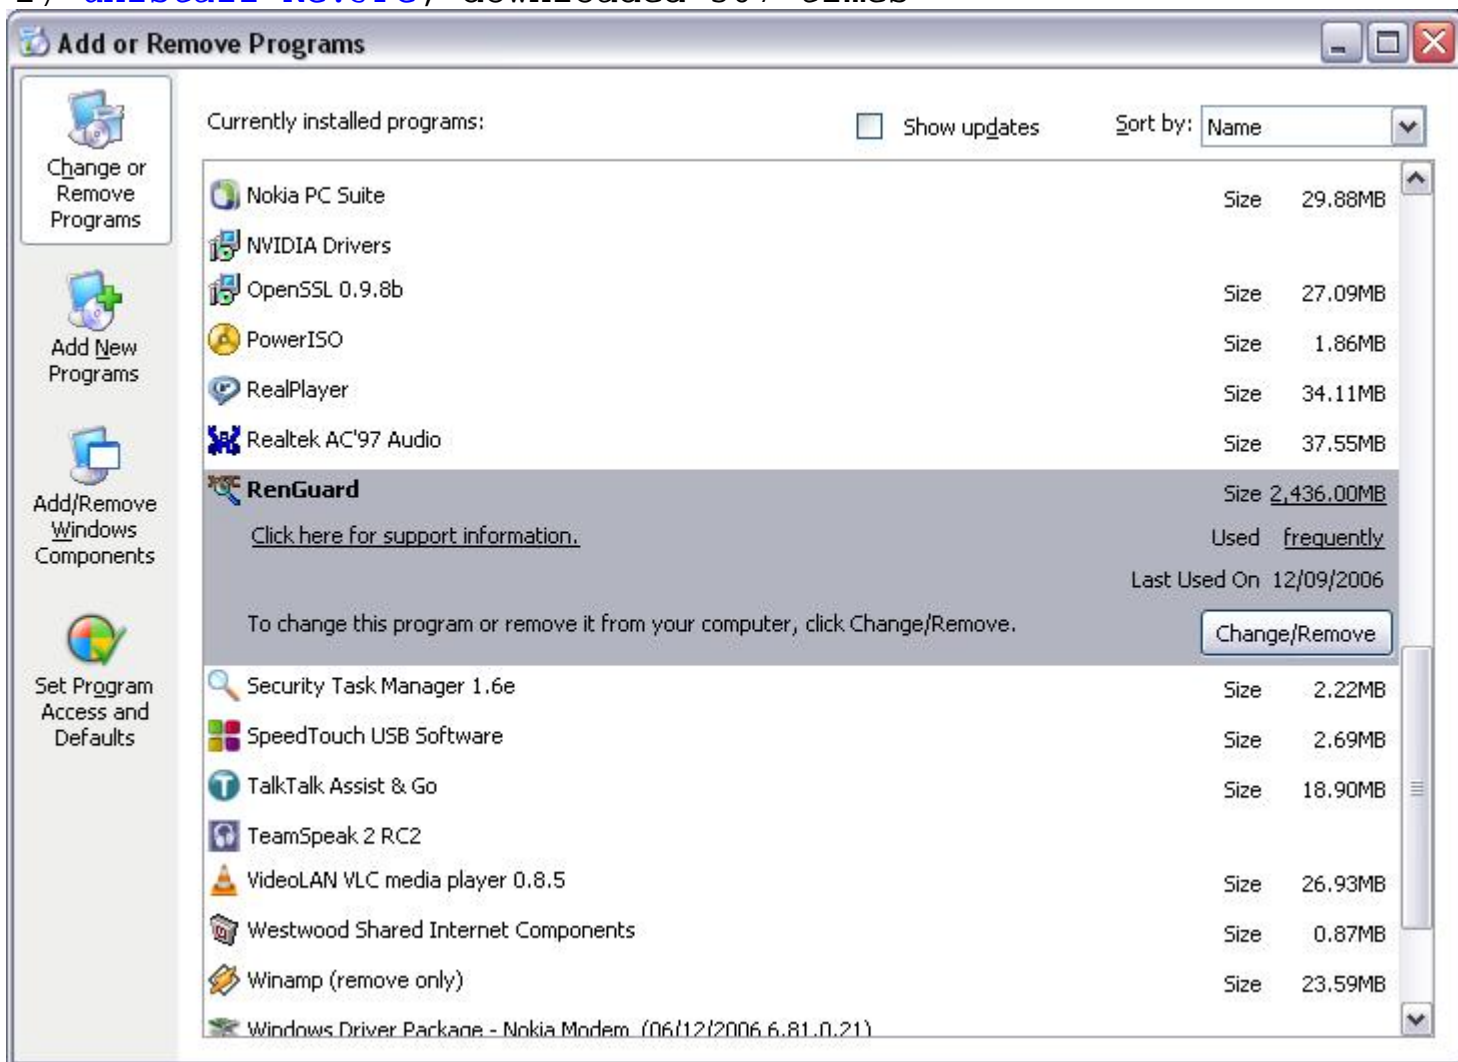 Add or Remove Programs
Change or
Remove
Programs
Add New
Programs
Add/Remove
Windows
Components
Set Program
Access and
Defaults
Currently installed programs:
Show updates
Sort by: Name
Nokia PC Suite Size 29.88MB
NVIDIA Drivers
OpenSSL 0.9.8b Size 27.09MB
PowerISO Size 1.86MB
RealPlayer Size 34.11MB
Realtek AC'97 Audio Size 37.55MB
RenGuard Size 2,436.00MB
Click here for support information. Used frequently
Last Used On 12/09/2006
To change this program or remove it from your computer, click Change/Remove. Change/Remove
Security Task Manager 1.6e Size 2.22MB
SpeedTouch USB Software Size 2.69MB
TalkTalk Assist & Go Size 18.90MB
TeamSpeak 2 RC2
VideoLAN VLC media player 0.8.5 Size 26.93MB
Westwood Shared Internet Components Size 0.87MB
Winamp (remove only) Size 23.59MB
Windows Driver Package - Nokia Modem (06/12/2006 6.81.0.21)